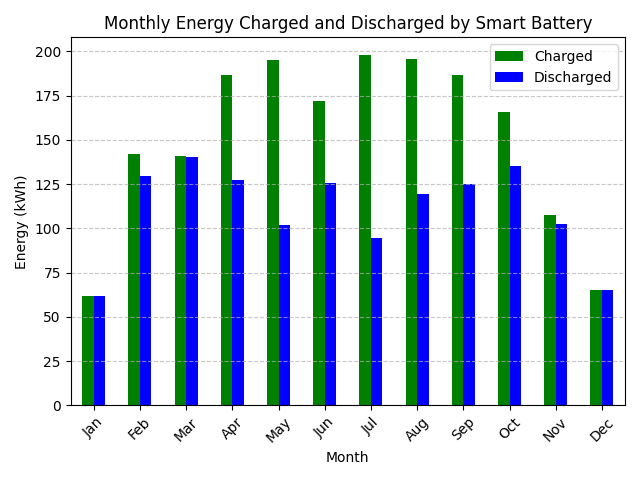 Monthly Energy Charged and Discharged by Smart Battery
Charged
Discharged
Energy (kWh)
200
175
150
125
100
75
50
25
0
Jan Feb Mar Apr May Jun Jul Aug Sep Oct Nov Dec
Month